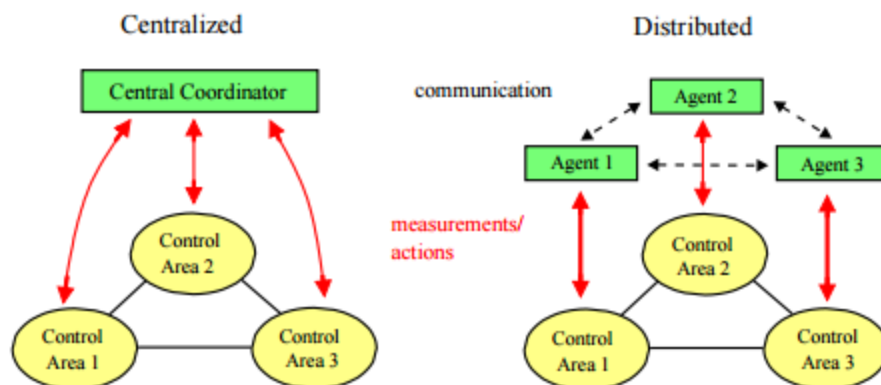 Centralized
Central Coordinator
Control
Area 2
Control
Area 1
Control
Area 3
Distributed
communication
Agent 2
Agent 1
Agent 3
measurements/
actions
Control
Area 2
Control
Area 1
Control
Area 3